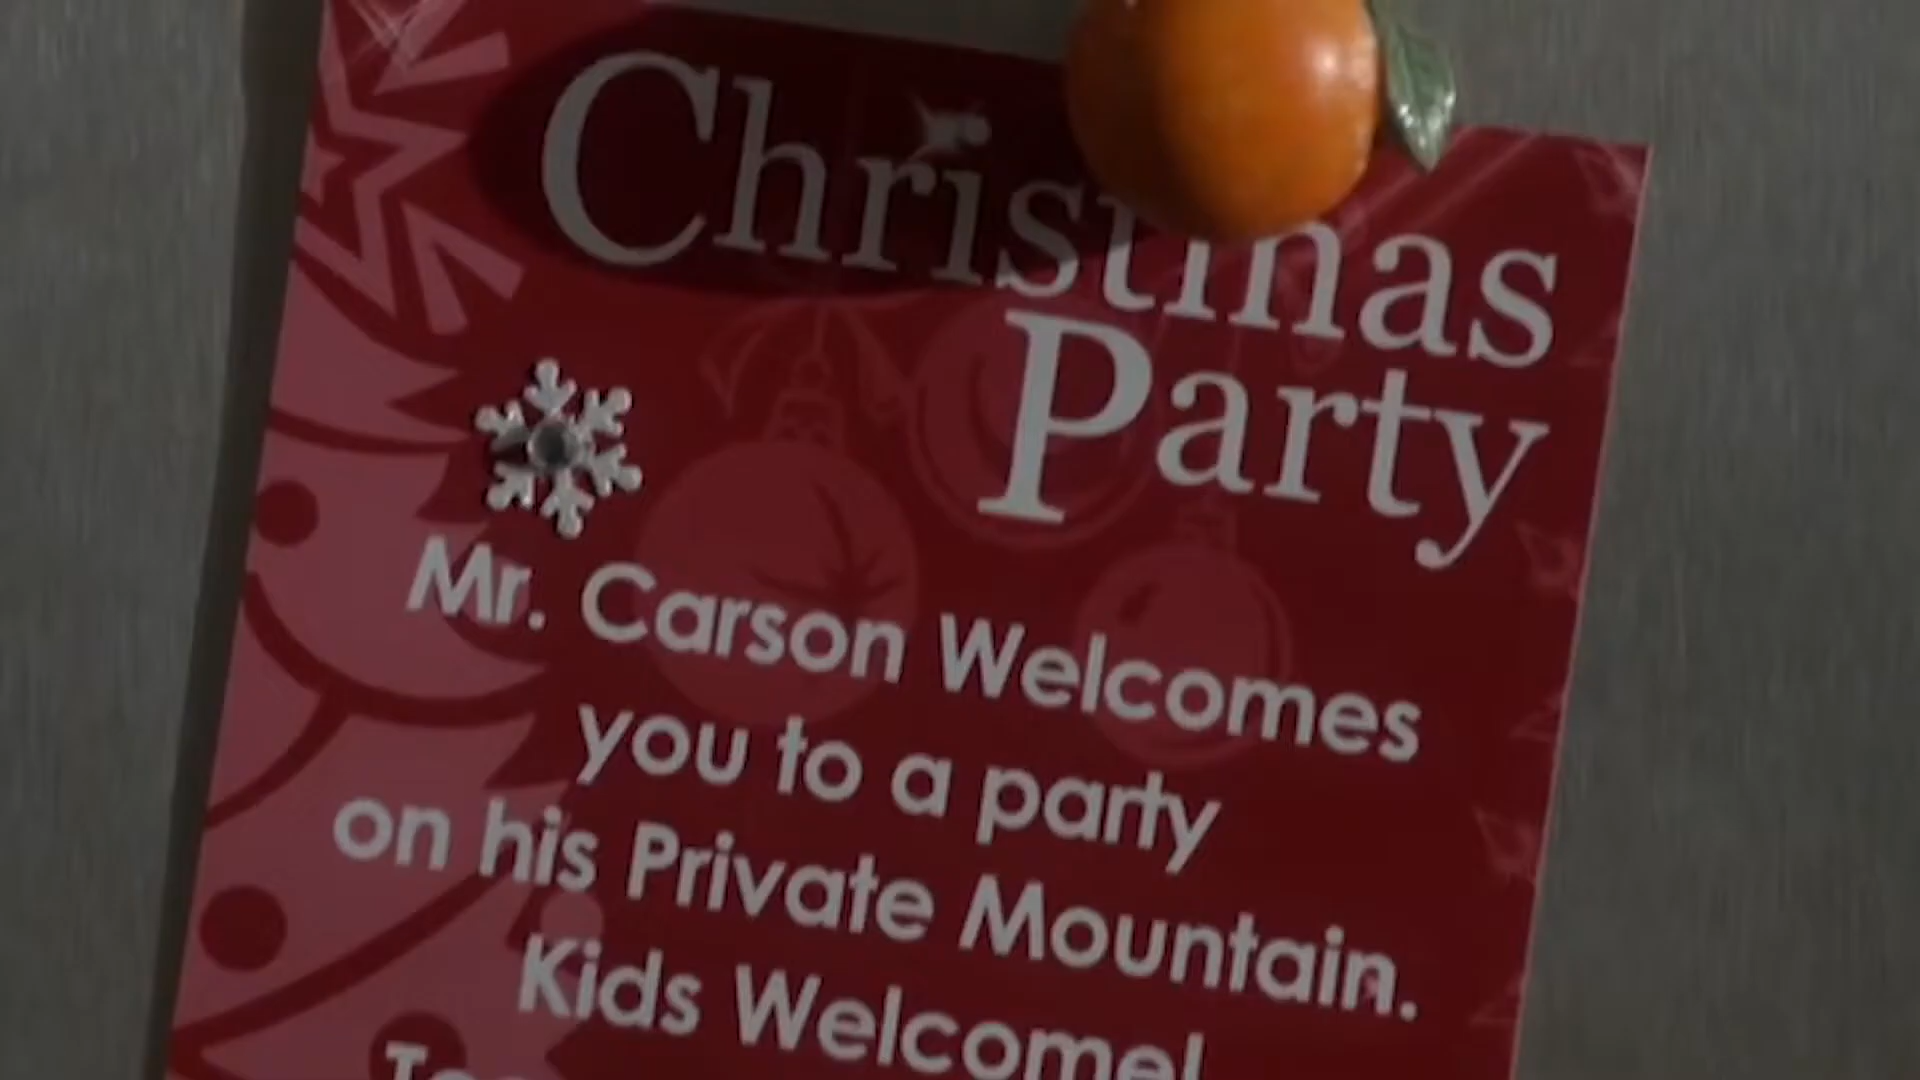 Christmas
Party
Mr. Carson Welcomes
you to a party
on his Private Mountain.
Kids Welcome!